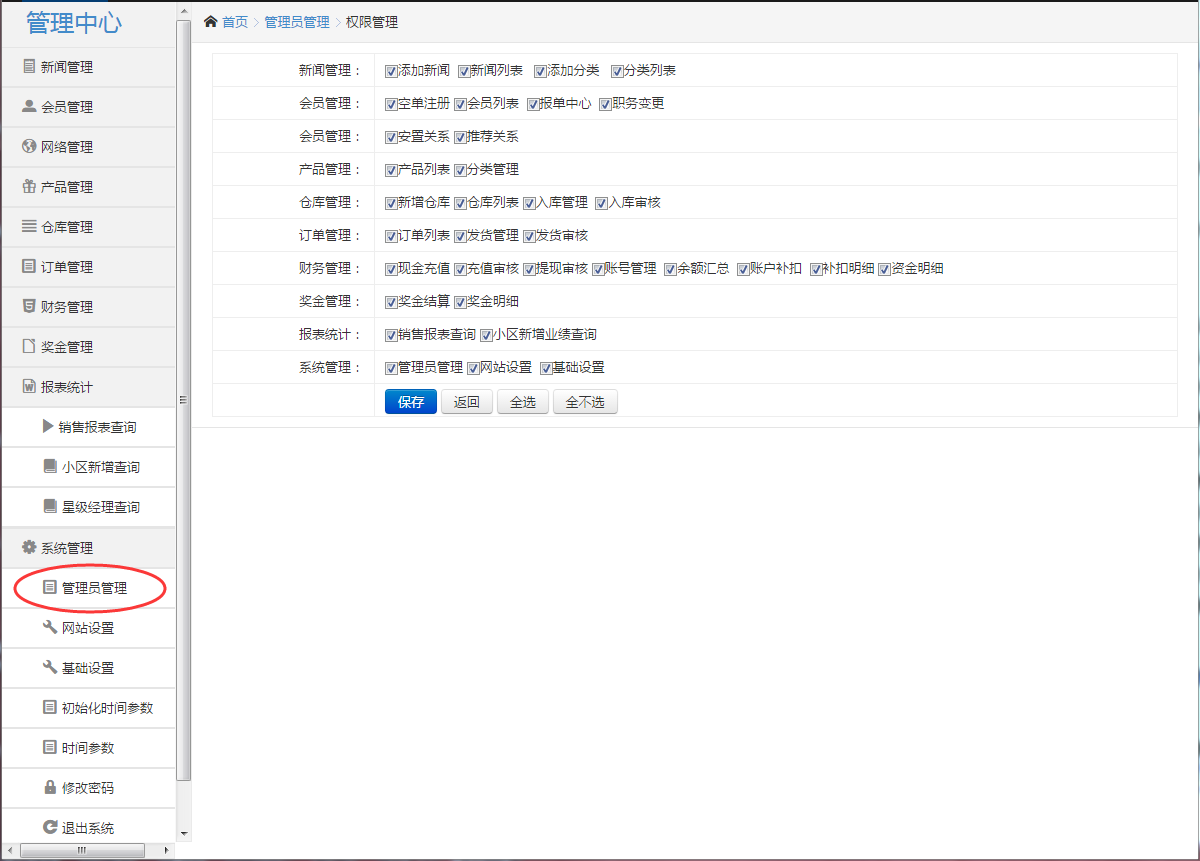 管理中心
新闻管理
会员管理
网络管理
产品管理
仓库管理
订单管理
财务管理
奖金管理
报表统计
销售报表查询
小区新增查询
星级经理查询
系统管理
管理员管理
网站设置
基础设置
初始化时间参数
时间参数
修改密码
退出系统
首页 > 管理员管理 > 权限管理
新闻管理： 添加新闻 新闻列表 添加分类 分类列表
会员管理： 空单注册 会员列表 报单中心 职务变更
会员管理： 安置关系 推荐关系
产品管理： 产品列表 分类管理
仓库管理： 新增仓库 仓库列表 入库管理 入库审核
订单管理： 订单列表 发货管理 发货审核
财务管理： 现金充值 充值审核 提现审核 账号管理 余额汇总 账户补扣 补扣明细 资金明细
奖金管理： 奖金结算 奖金明细
报表统计： 销售报表查询 小区新增业绩查询
系统管理： 管理员管理 网站设置 基础设置
保存 返回 全选 全不选